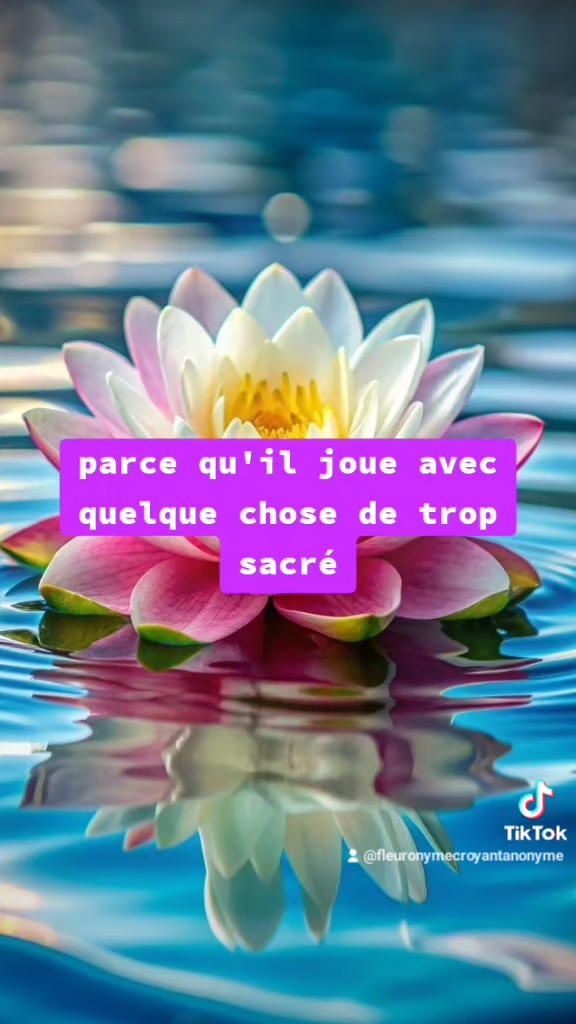 parce qu'il joue avec
quelque chose de trop
sacré
TikTok
@fleuronymecroyantanonyme